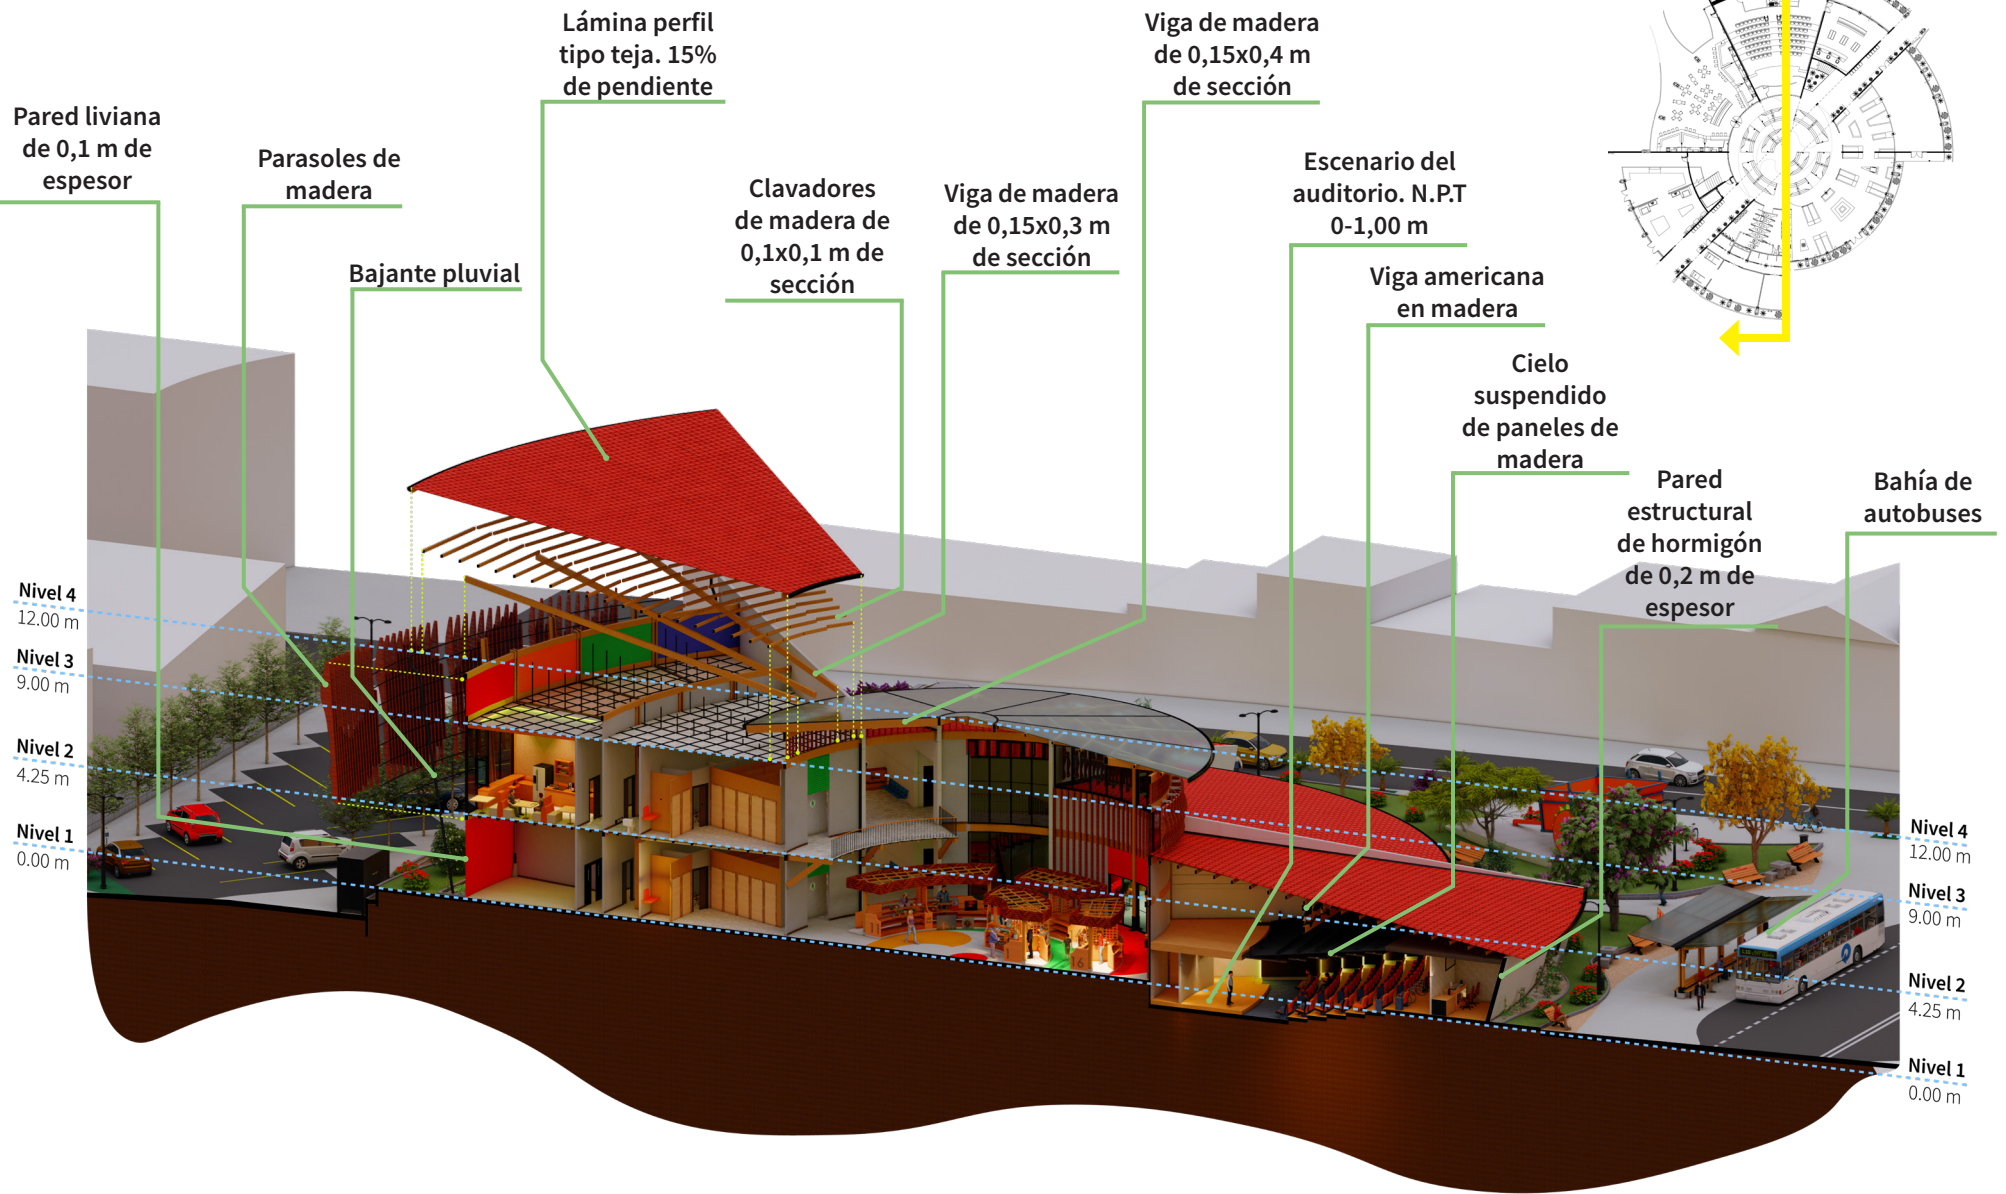 Lámina perfil
tipo teja. 15%
de pendiente
Viga de madera
de 0,15x0,4 m
de sección
Pared liviana
de 0,1 m de
espesor
Parasoles de
madera
Bajante pluvial
Clavadores
de madera de
0,1x0,1 m de
sección
Viga de madera
de 0,15x0,3 m
de sección
Escenario del
auditorio. N.P.T
0-1,00 m
Viga americana
en madera
Cielo
suspendido
de paneles de
madera
Pared
estructural
de hormigón
de 0,2 m de
espesor
Bahía de
autobuses
Nivel 4
12.00 m
Nivel 3
9.00 m
Nivel 2
4.25 m
Nivel 1
0.00 m
Nivel 4
12.00 m
Nivel 3
9.00 m
Nivel 2
4.25 m
Nivel 1
0.00 m
16